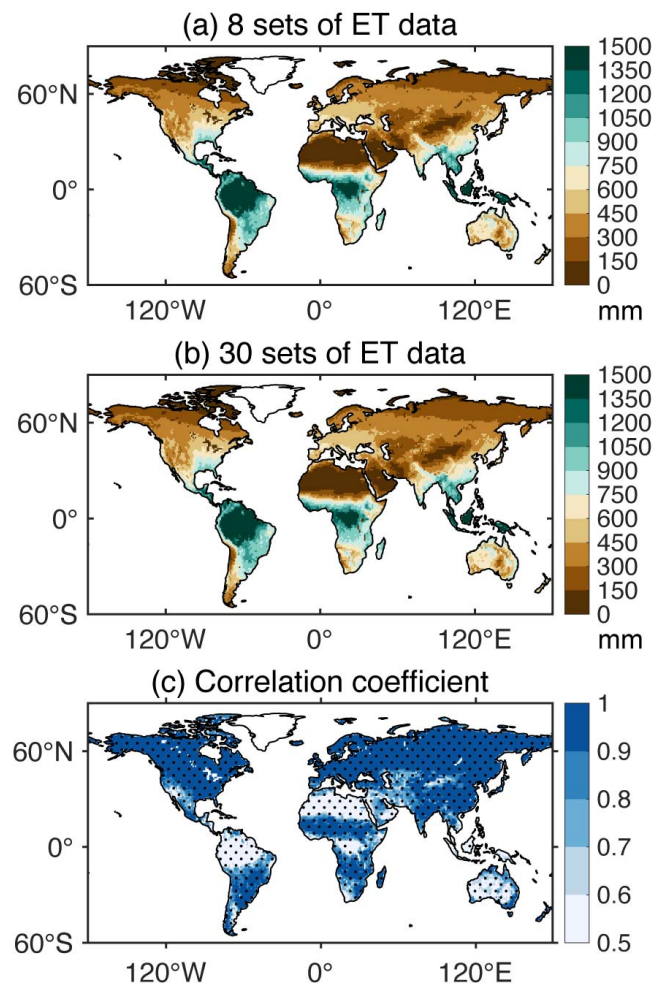 (a) 8 sets of ET data
60°N
0°
60°S
120°W
0°
120°E
1500
1350
1200
1050
900
750
600
450
300
150
0
mm
(b) 30 sets of ET data
60°N
0°
60°S
120°W
0°
120°E
1500
1350
1200
1050
900
750
600
450
300
150
0
mm
(c) Correlation coefficient
60°N
0°
60°S
120°W
0°
120°E
1
0.9
0.8
0.7
0.6
0.5